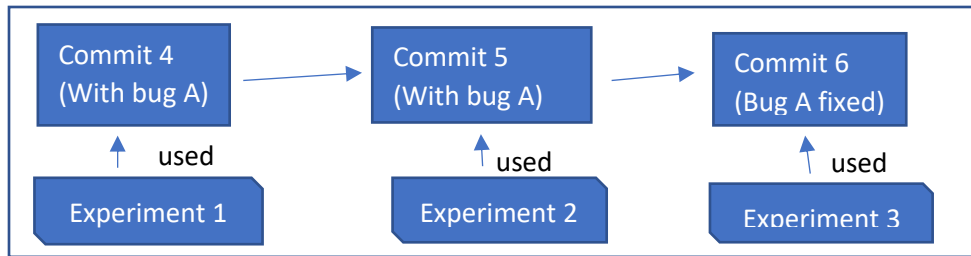 Commit 4
(With bug A)
Commit 5
(With bug A)
Commit 6
(Bug A fixed)
used
used
used
Experiment 1
Experiment 2
Experiment 3